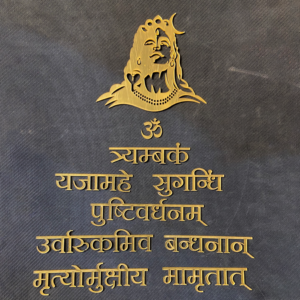 ॐ
त्र्यम्बकं
यजामहे सुगन्धिं
पुष्टिवर्धनम्
उर्वारुकमिव बन्धनान्
मृत्योर्मुक्षीय मामृतात्